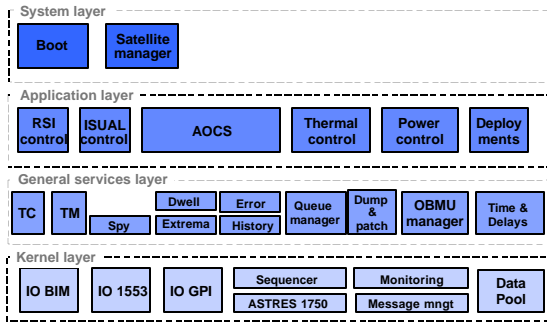 System layer
Boot
Satellite
manager
Application layer
RSI
control
ISUAL
control
AOCS
Thermal
control
Power
control
Deploy
ments
General services layer
TC
TM
Spy
Dwell
Extrema
Error
History
Queue
manager
Dump
&
patch
OBMU
manager
Time &
Delays
Kernel layer
IO BIM
IO 1553
IO GPI
Sequencer
ASTRES 1750
Monitoring
Message mngt
Data
Pool